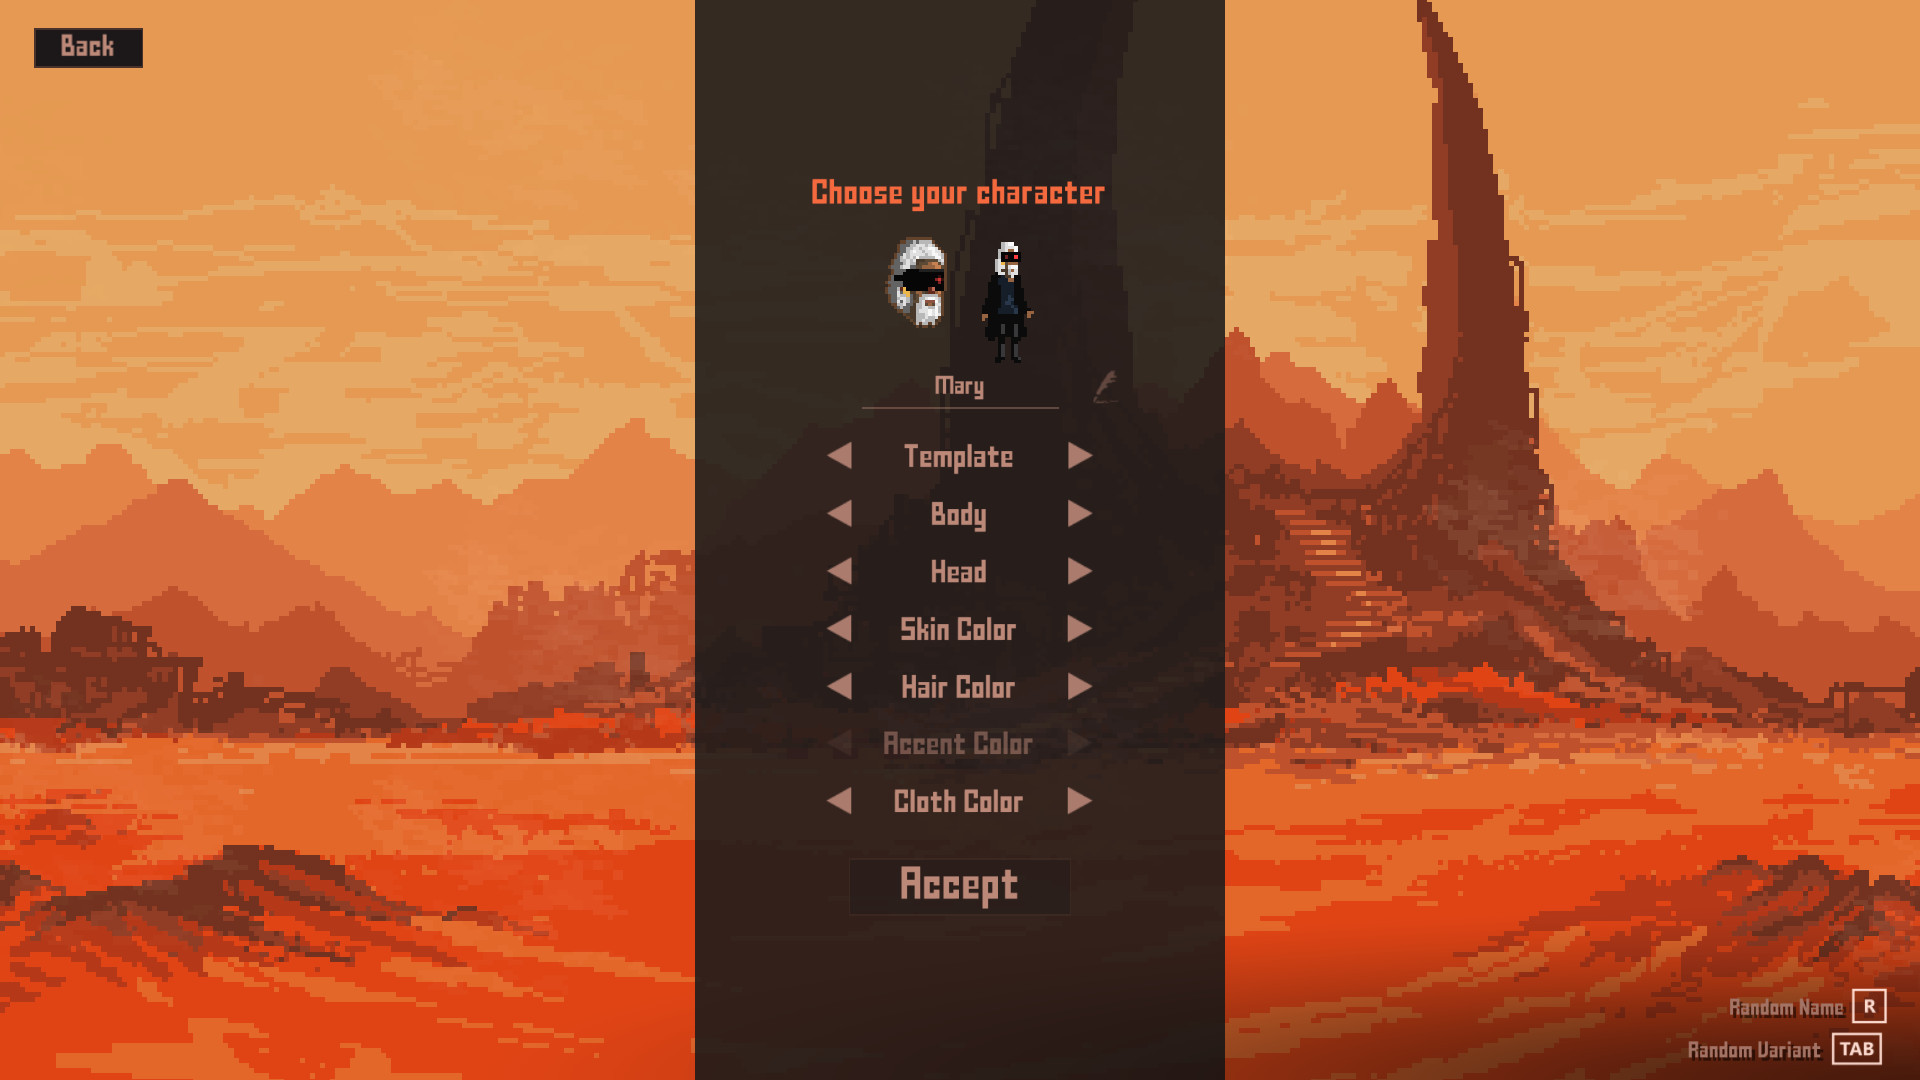 Back
Choose your character
Mary
Template
Body
Head
Skin Color
Hair Color
Accent Color
Cloth Color
Accept
Random Name R
Random Variant TAB